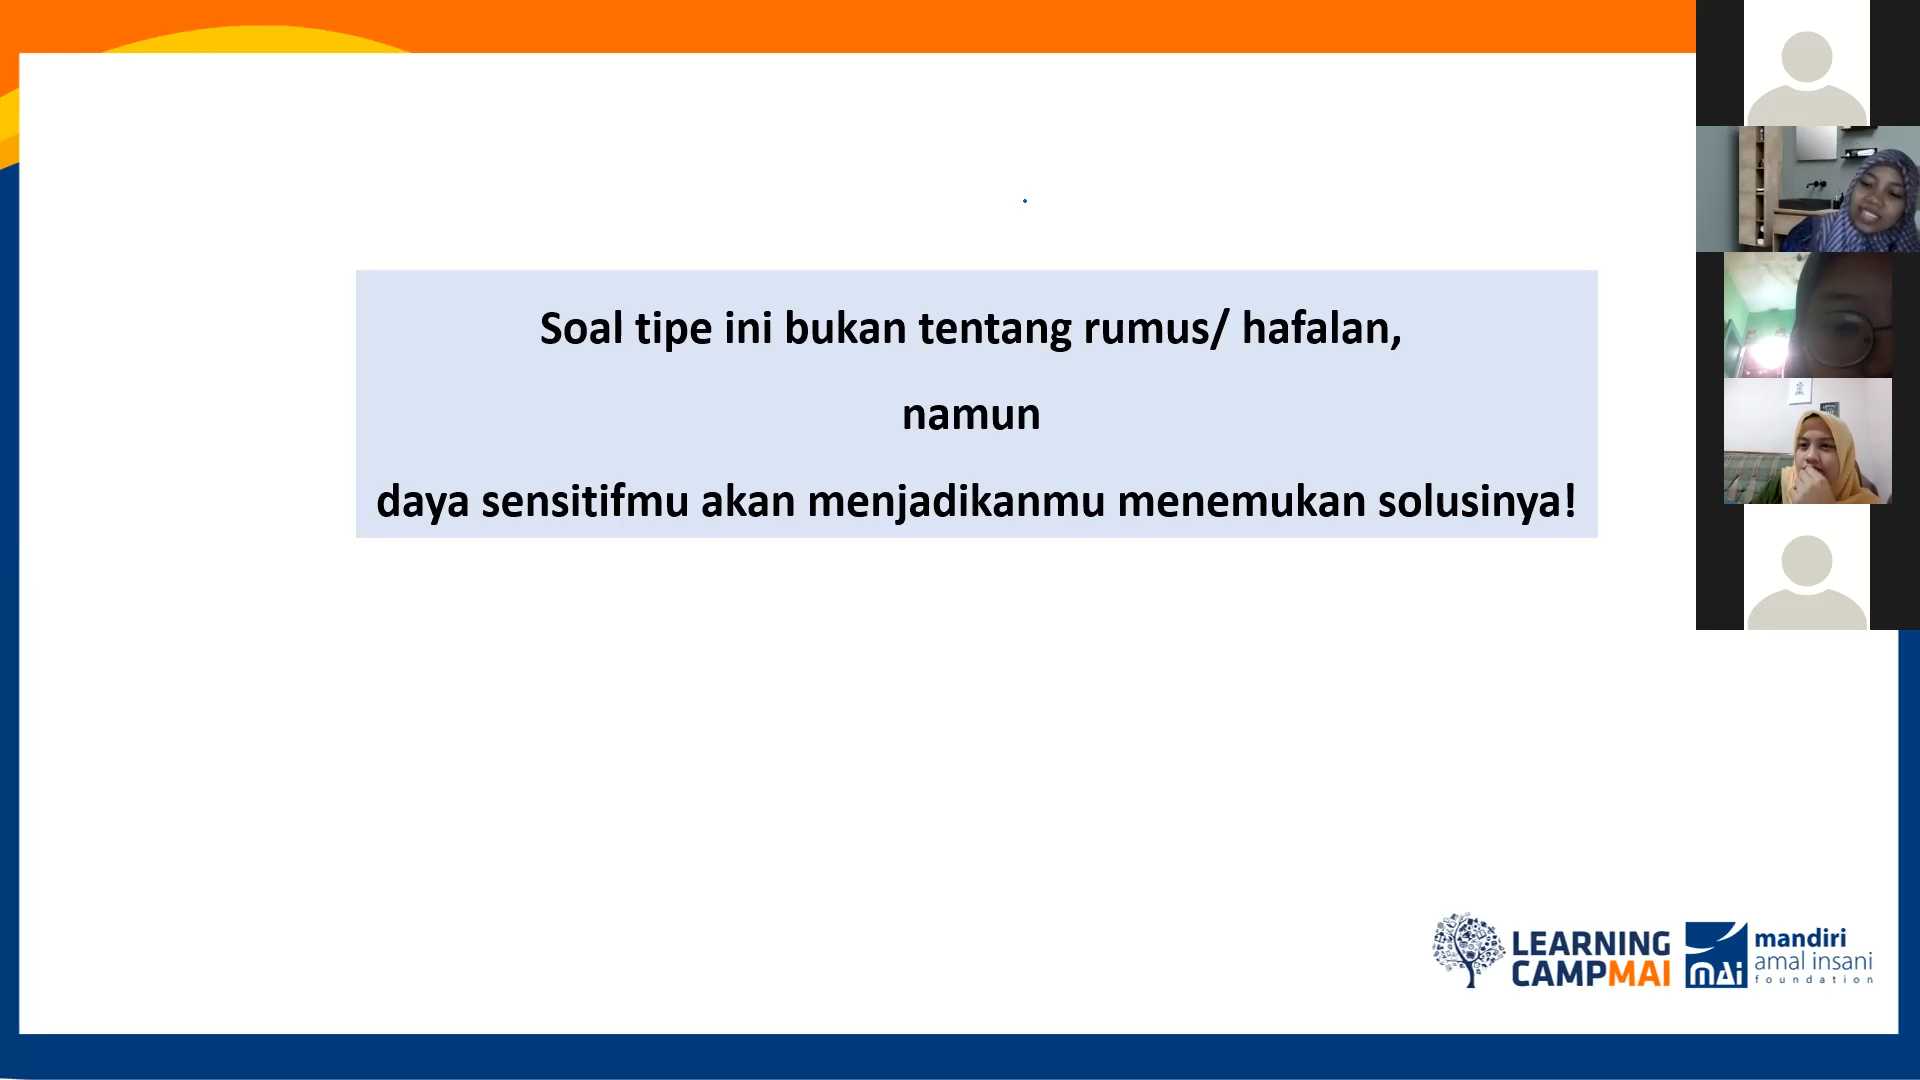 Soal tipe ini bukan tentang rumus/ hafalan,
namun
daya sensitifmu akan menjadikanmu menemukan solusinya!
LEARNING
CAMPMAI
mai
mandiri
amal insani
foundation